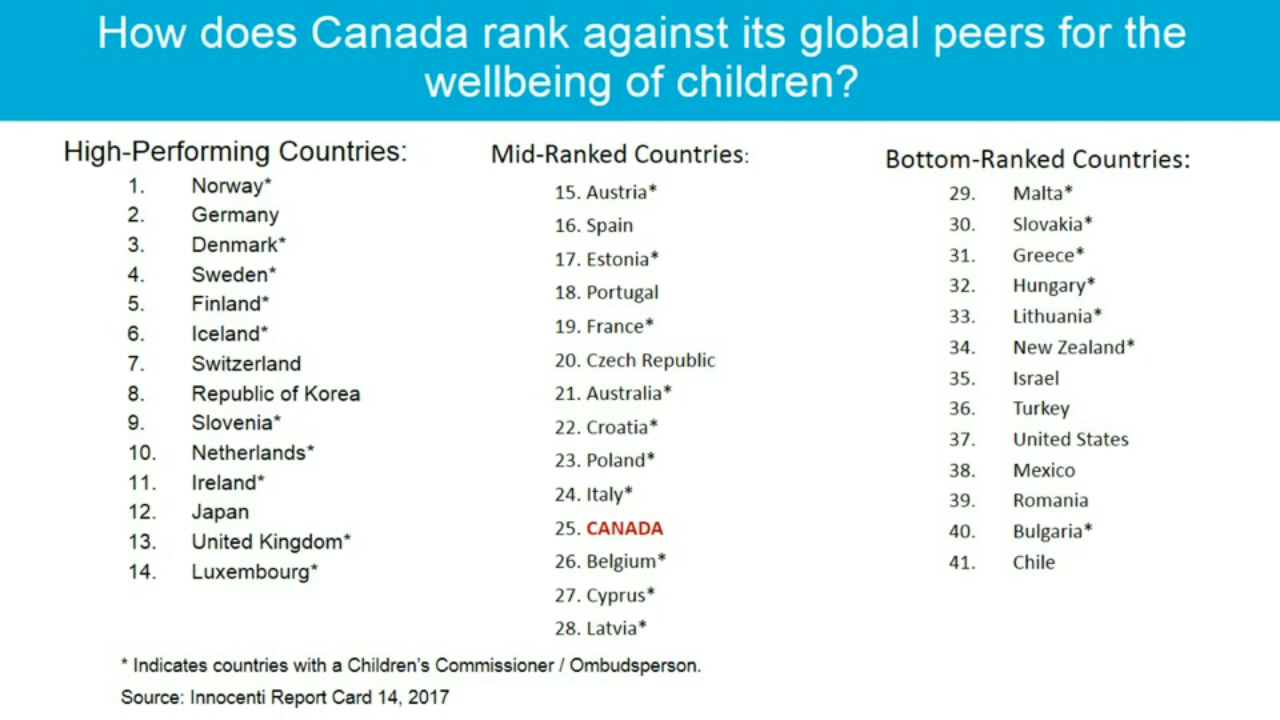 How does Canada rank against its global peers for the
wellbeing of children?
High-Performing Countries:
1. Norway*
2. Germany
3. Denmark*
4. Sweden*
5. Finland*
6. Iceland*
7. Switzerland
8. Republic of Korea
9. Slovenia*
10. Netherlands*
11. Ireland*
12. Japan
13. United Kingdom*
14. Luxembourg*
Mid-Ranked Countries:
15. Austria*
16. Spain
17. Estonia*
18. Portugal
19. France*
20. Czech Republic
21. Australia*
22. Croatia*
23. Poland*
24. Italy*
25. CANADA
26. Belgium*
27. Cyprus*
28. Latvia*
Bottom-Ranked Countries:
29. Malta*
30. Slovakia*
31. Greece*
32. Hungary*
33. Lithuania*
34. New Zealand*
35. Israel
36. Turkey
37. United States
38. Mexico
39. Romania
40. Bulgaria*
41. Chile
* Indicates countries with a Children's Commissioner / Ombudsperson.
Source: Innocenti Report Card 14, 2017